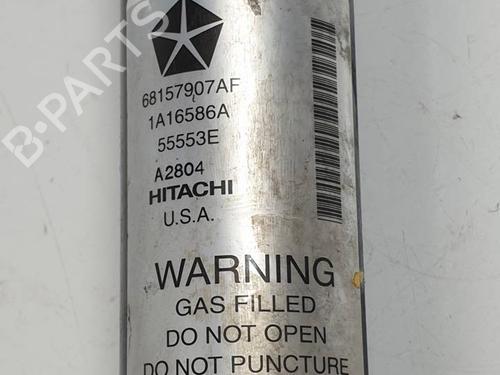 68157907AF
1A16586A
55553E
A2804
HITACHI
U.S.A.
WARNING
GAS FILLED
DO NOT OPEN
DO NOT PUNCTURE
B-PARTS